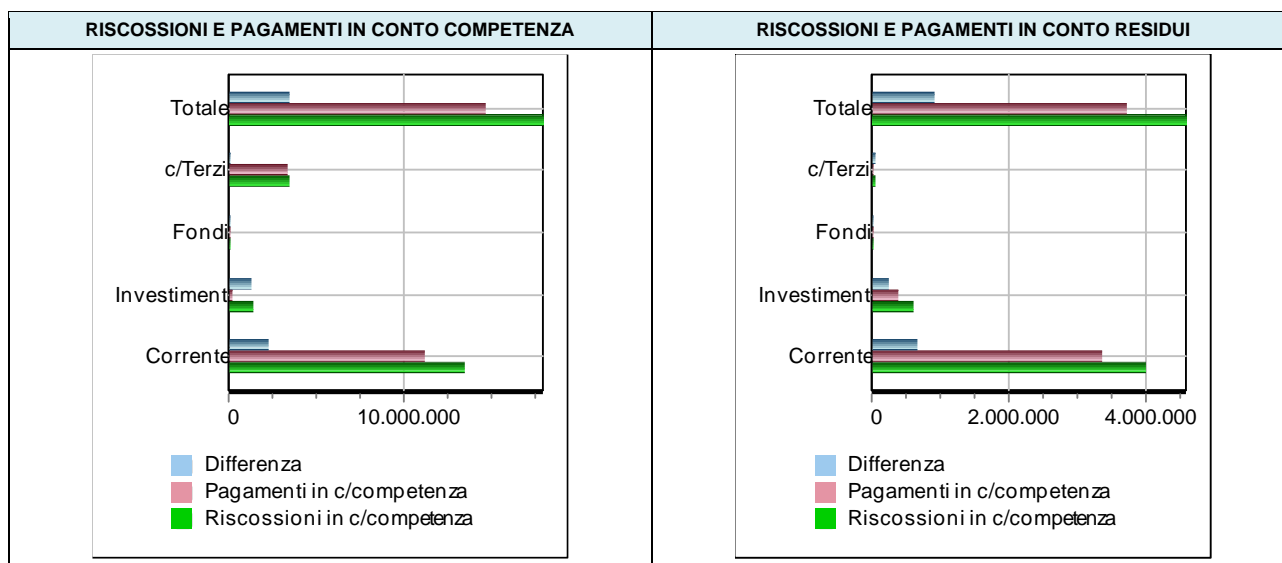 RISCOSSIONI E PAGAMENTI IN CONTO COMPETENZA
Totale
c/Terzi
Fondi
Investiment
Corrente
0 10.000.000
Differenza
Pagamenti in c/competenza
Riscossioni in c/competenza
RISCOSSIONI E PAGAMENTI IN CONTO RESIDUI
Totale
c/Terzi
Fondi
Investiment
Corrente
0 2.000.000 4.000.000
Differenza
Pagamenti in c/competenza
Riscossioni in c/competenza